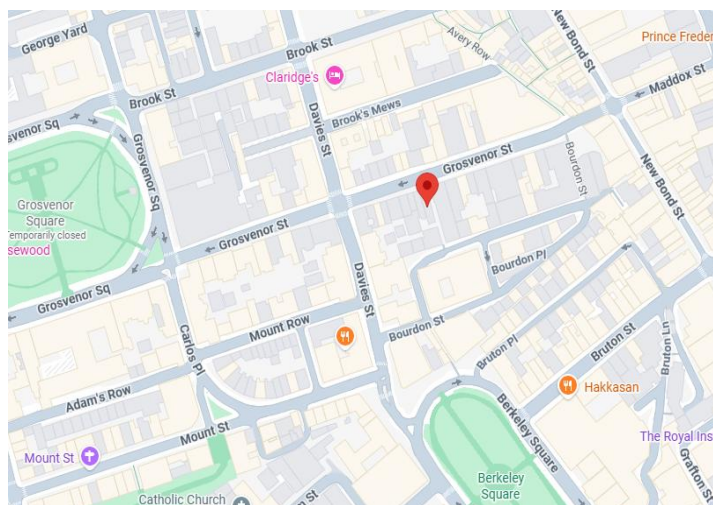 George Yard
Brook St
Claridge's
Avery Row
New Bond St
Prince Freder
Maddox St
Brook St
Davies St
Brook's Mews
svenor Sq
Grosvenor Sq
Grosvenor St
Bourdon St
New Bond St
Grosvenor
Square
Temporarily closed
sewood
Grosvenor St
Grosvenor Sq
Davies St
Bourdon Pl
Mount Row
Bourdon St
Carlos Pl
Bruton Pl
Bruton St
Bruton Ln
Adam's Row
Hakkasan
Berkeley Square
Mount St
Mount St
The Royal Ins
Grafton St
Berkeley
Square
Catholic Church
m St